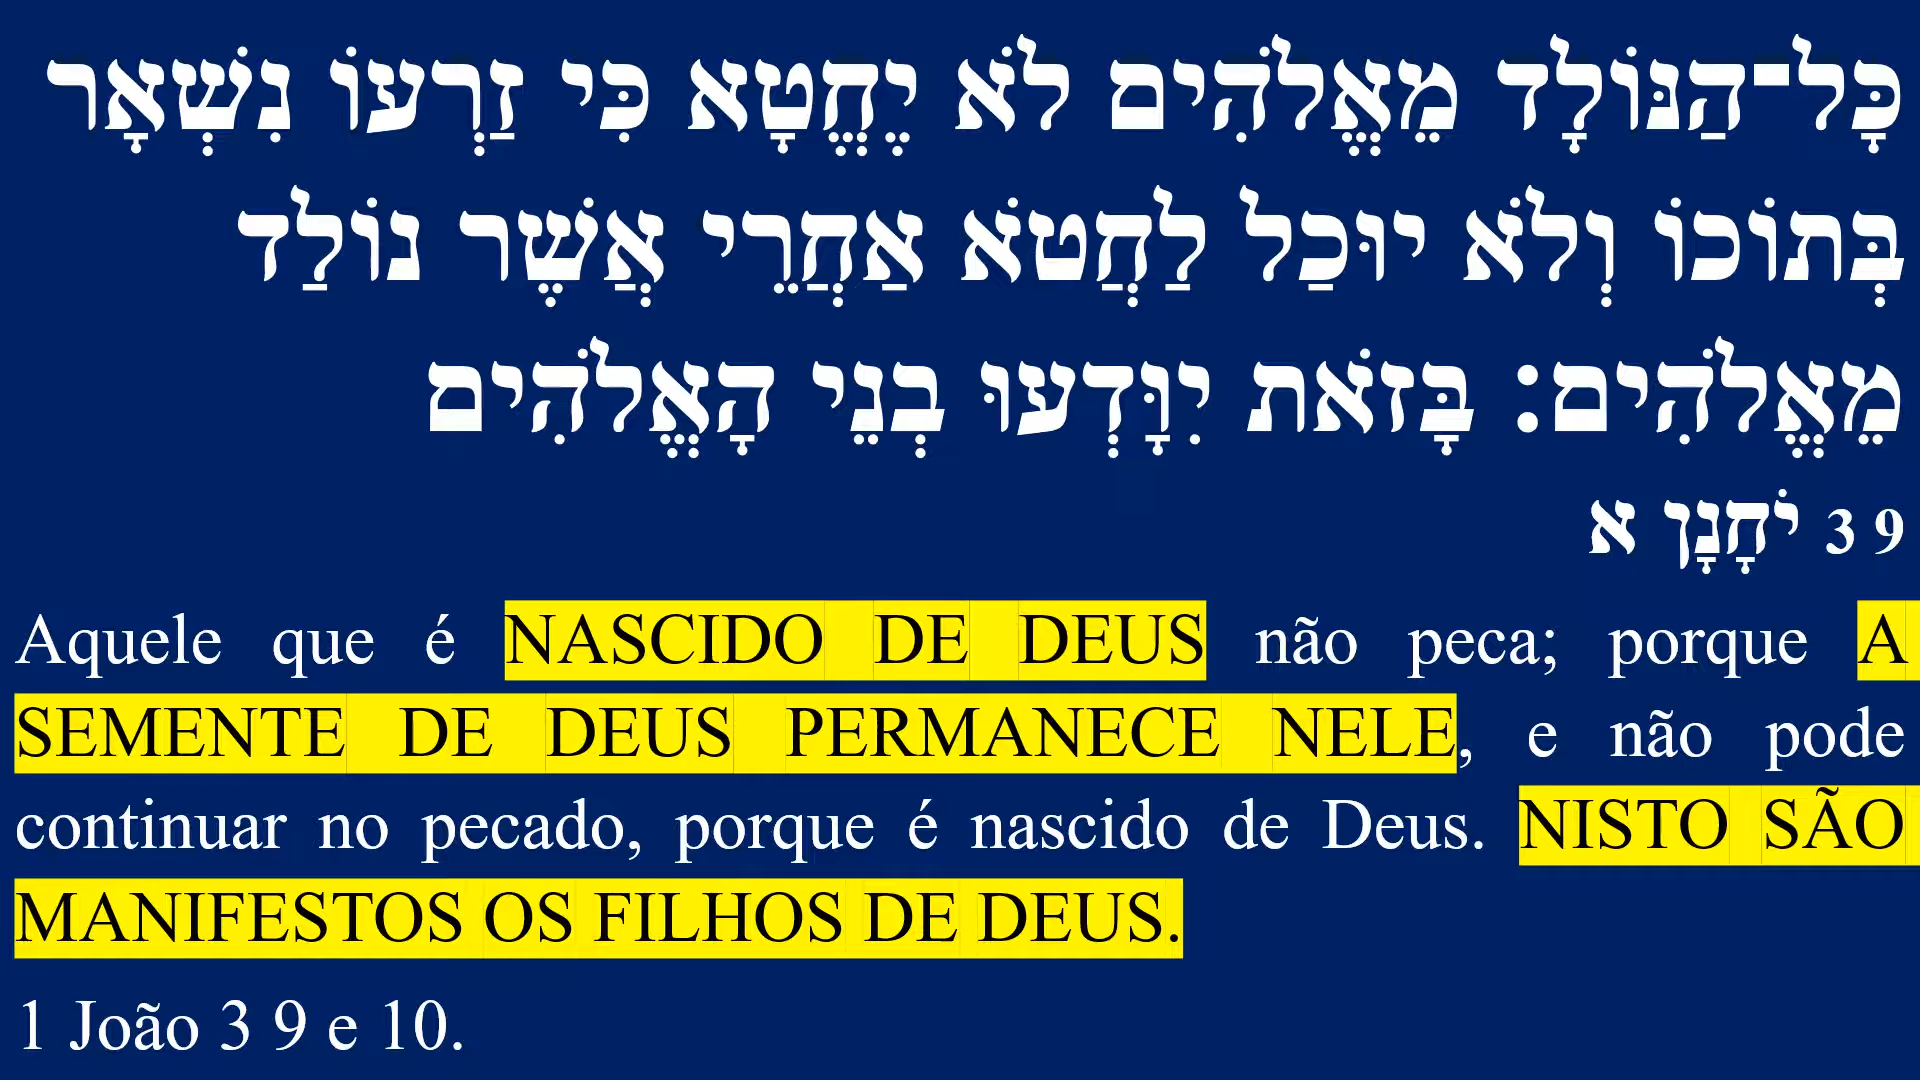 כָּל־הַנּוֹלָד מֵאֱלֹהִים לֹא יֶחֱטָא כִּי זַרְעוֹ נִשְׁאָר
בְּתוֹכוֹ וְלֹא יוּכַל לַחֲטֹא אַחֲרֵי אֲשֶׁר נוֹלַד
מֵאֱלֹהִים: בָּזֹאת יִוָּדְעוּ בְּנֵי הָאֱלֹהִים
3 9 יֹחָנָן א
Aquele que é NASCIDO DE DEUS não peca; porque A
SEMENTE DE DEUS PERMANECE NELE, e não pode
continuar no pecado, porque é nascido de Deus. NISTO SÃO
MANIFESTOS OS FILHOS DE DEUS.
1 João 3 9 e 10.